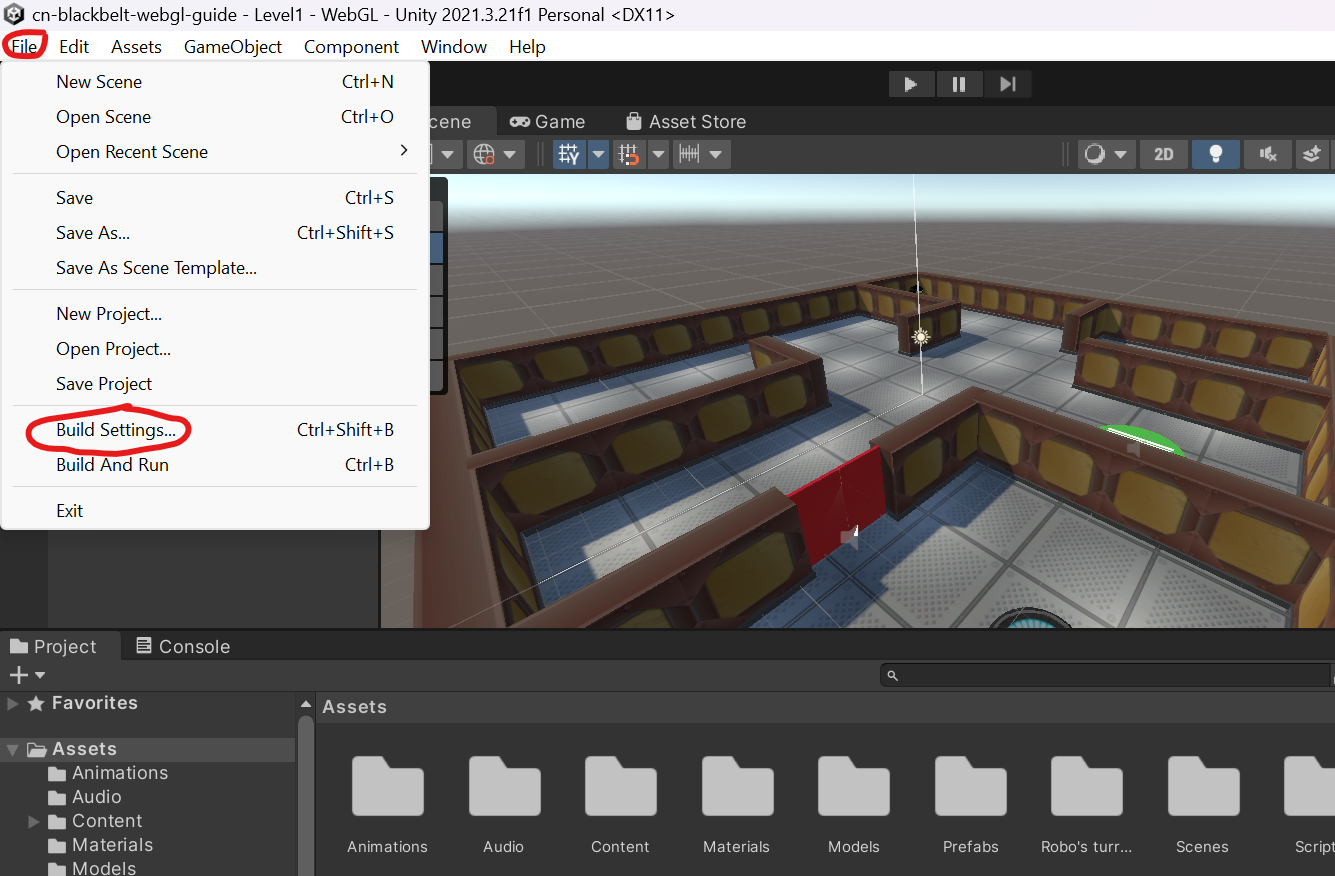 cn-blackbelt-webgl-guide - Level1 - WebGL - Unity 2021.3.21f1 Personal <DX11>
File Edit Assets GameObject Component Window Help
New Scene Ctrl+N
Open Scene Ctrl+O
Open Recent Scene
Save Ctrl+S
Save As... Ctrl+Shift+S
Save As Scene Template...
New Project...
Open Project...
Save Project
Build Settings... Ctrl+Shift+B
Build And Run Ctrl+B
Exit
cene Game Asset Store
2D
Project Console
Favorites
Assets
Animations
Audio
Content
Materials
Models
Assets
Animations Audio Content Materials Models Prefabs Robo's turr... Scenes Script